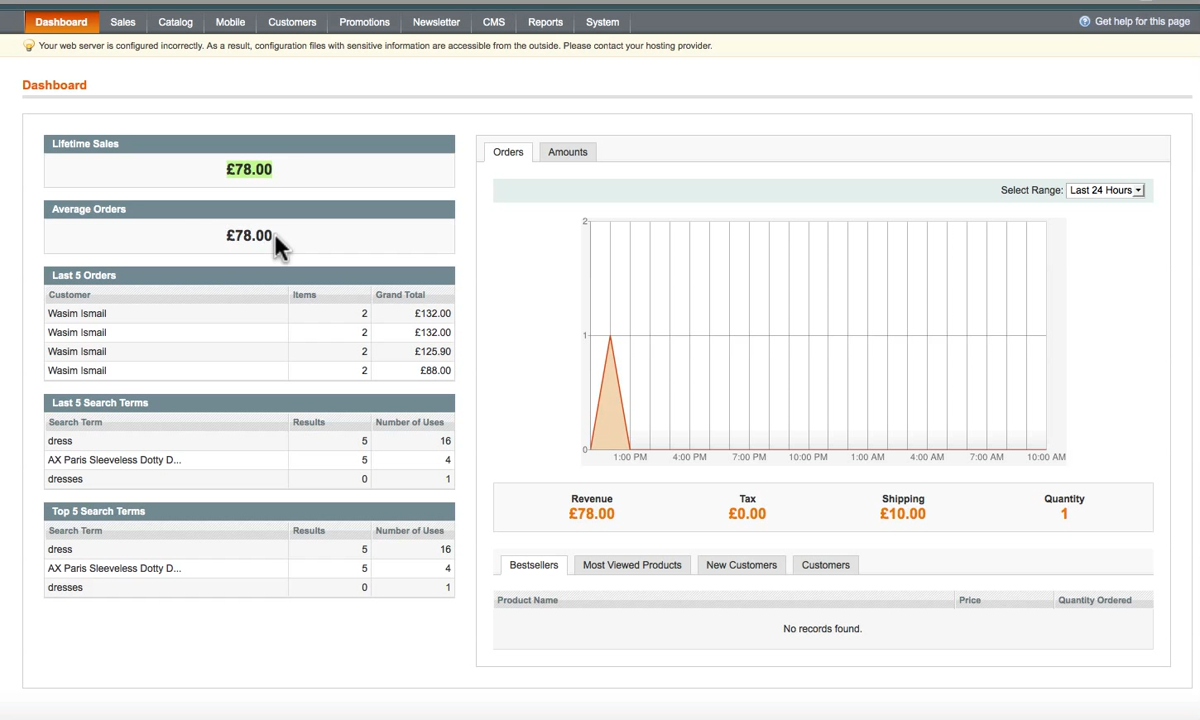 Dashboard Sales Catalog Mobile Customers Promotions Newsletter CMS Reports System Get help for this page
Your web server is configured incorrectly. As a result, configuration files with sensitive information are accessible from the outside. Please contact your hosting provider.
Dashboard
Lifetime Sales
£78.00
Average Orders
£78.00
Last 5 Orders
Customer Items Grand Total
Wasim Ismail 2 £132.00
Wasim Ismail 2 £132.00
Wasim Ismail 2 £125.90
Wasim Ismail 2 £88.00
Last 5 Search Terms
Search Term Results Number of Uses
dress 5 16
AX Paris Sleeveless Dotty D... 5 4
dresses 0 1
Top 5 Search Terms
Search Term Results Number of Uses
dress 5 16
AX Paris Sleeveless Dotty D... 5 4
dresses 0 1
Orders Amounts
Select Range: Last 24 Hours
2
1
0
1:00 PM 4:00 PM 7:00 PM 10:00 PM 1:00 AM 4:00 AM 7:00 AM 10:00 AM
Revenue Tax Shipping Quantity
£78.00 £0.00 £10.00 1
Bestsellers Most Viewed Products New Customers Customers
Product Name Price Quantity Ordered
No records found.